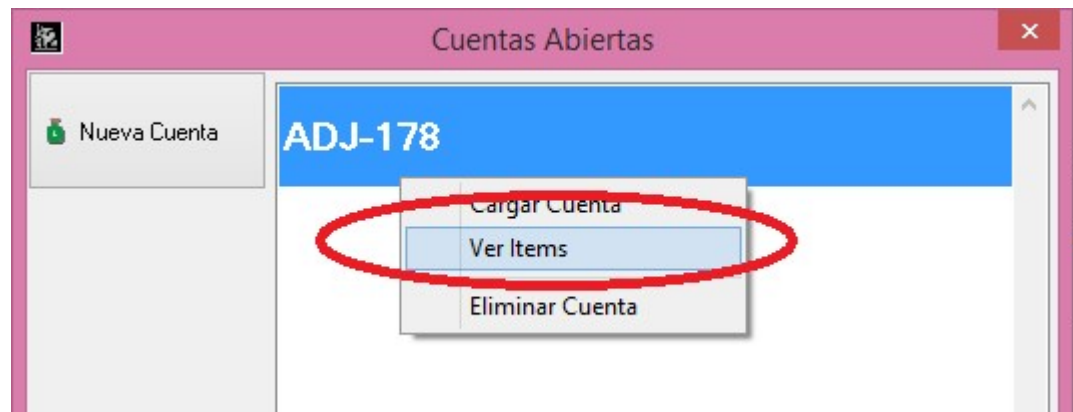 Cuentas Abiertas
Nueva Cuenta
ADJ-178
Cargar Cuenta
Ver Items
Eliminar Cuenta